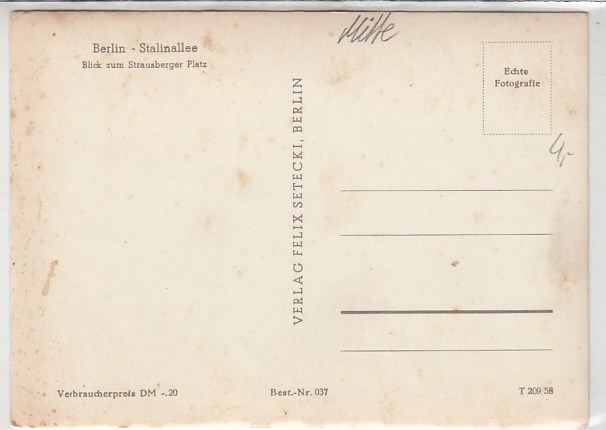 Mitte
Berlin - Stalinallee
Blick zum Strausberger Platz
Echte
Fotografie
4,-
VERLAG FELIX SETECKI, BERLIN
Verbraucherpreis DM -.20
Best.-Nr. 037
T 209/58